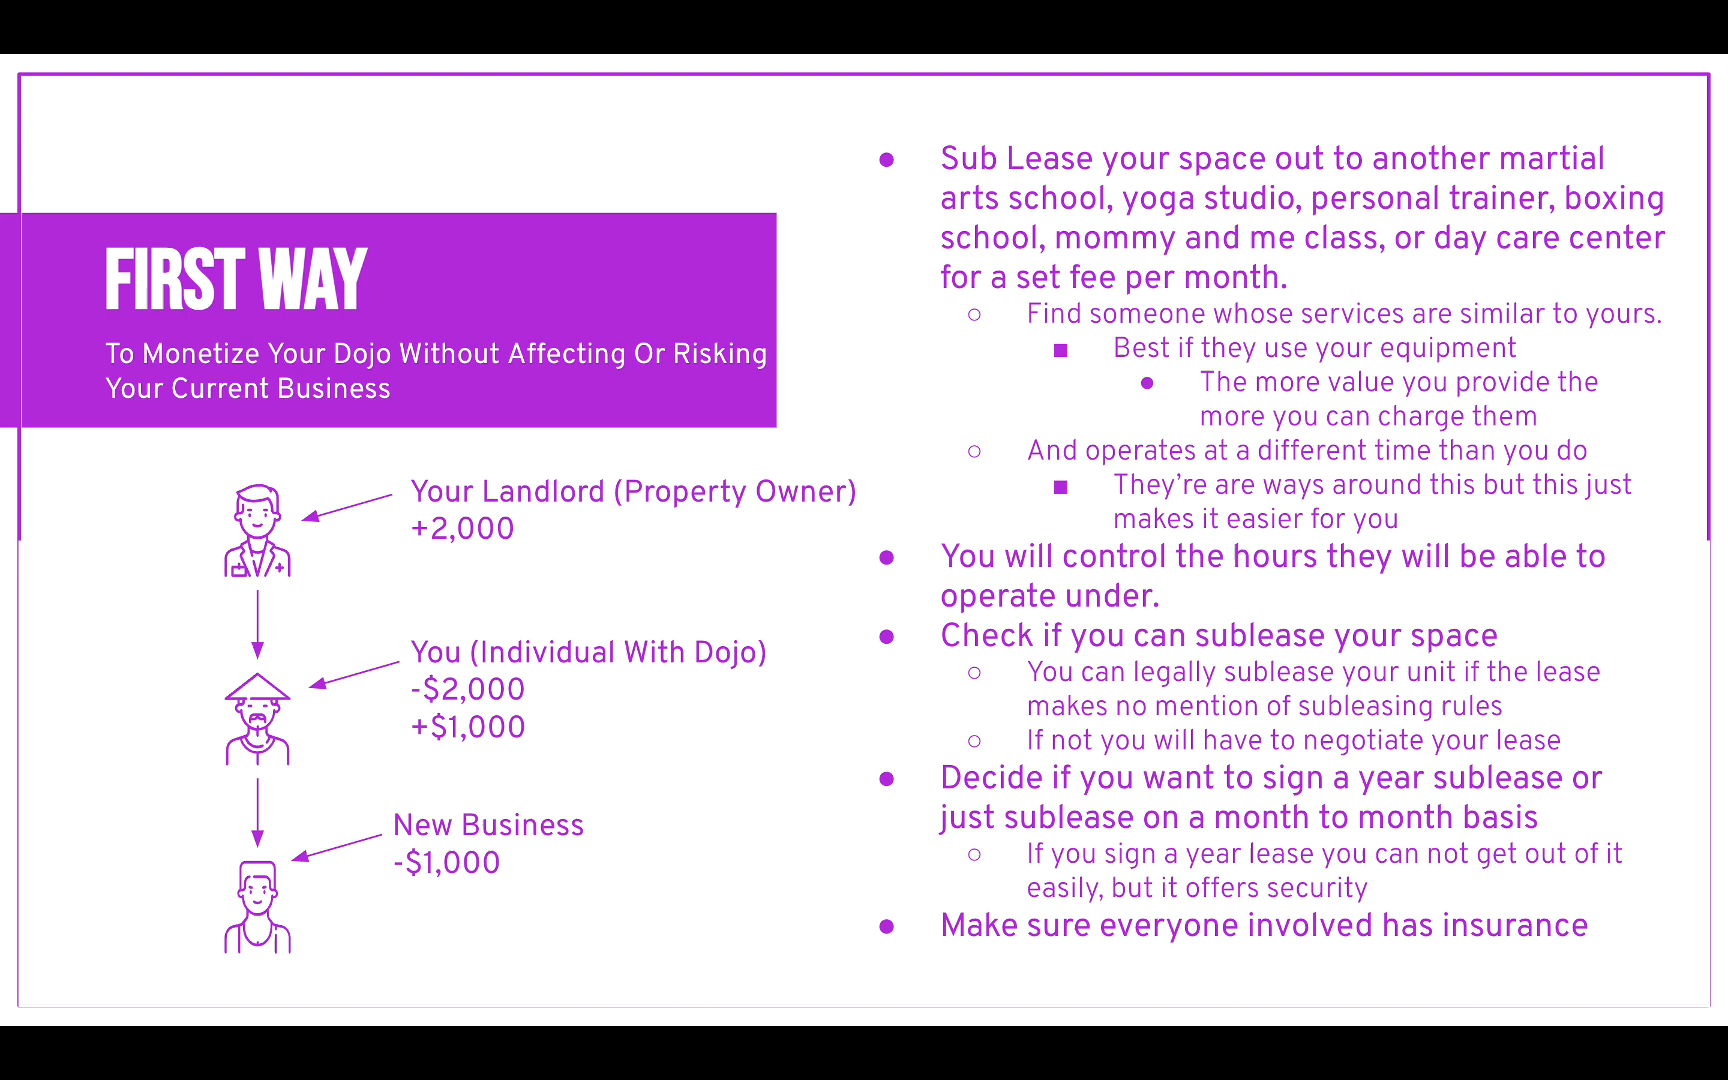 FIRST WAY
To Monetize Your Dojo Without Affecting Or Risking
Your Current Business
Your Landlord (Property Owner)
+2,000
You (Individual With Dojo)
-$2,000
+$1,000
New Business
-$1,000
● Sub Lease your space out to another martial
arts school, yoga studio, personal trainer, boxing
school, mommy and me class, or day care center
for a set fee per month.
○ Find someone whose services are similar to yours.
■ Best if they use your equipment
● The more value you provide the
more you can charge them
○ And operates at a different time than you do
■ They’re are ways around this but this just
makes it easier for you
● You will control the hours they will be able to
operate under.
● Check if you can sublease your space
○ You can legally sublease your unit if the lease
makes no mention of subleasing rules
○ If not you will have to negotiate your lease
● Decide if you want to sign a year sublease or
just sublease on a month to month basis
○ If you sign a year lease you can not get out of it
easily, but it offers security
● Make sure everyone involved has insurance